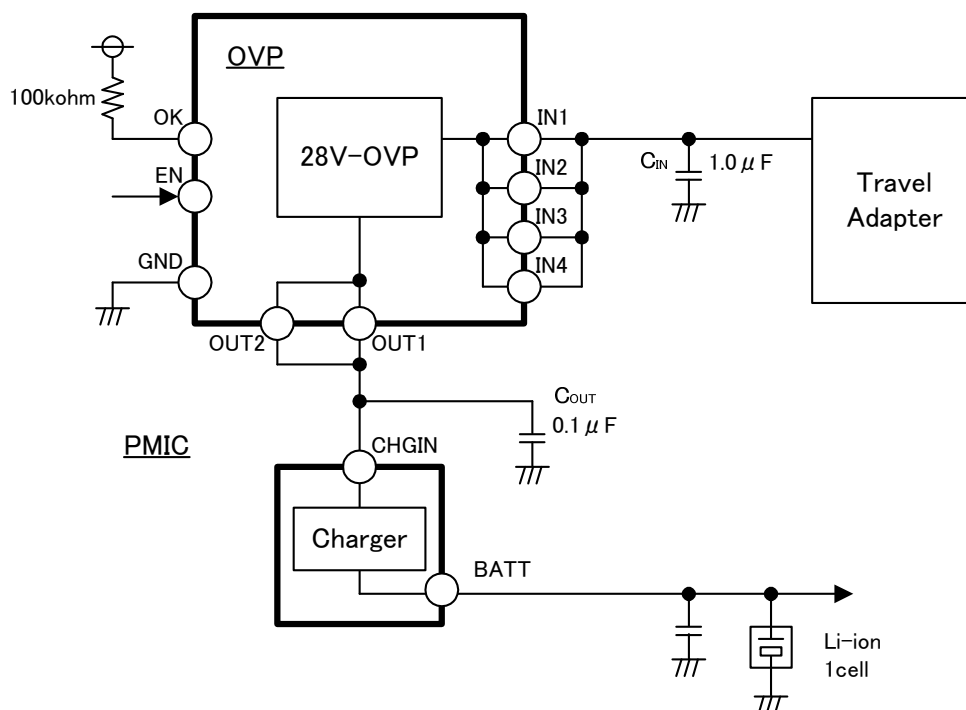 OVP
100kohm
OK
IN1
28V-OVP
IN2
CIN
1.0μF
EN
Travel
Adapter
IN3
GND
IN4
OUT2
OUT1
COUT
0.1μF
PMIC
CHGIN
Charger
BATT
Li-ion
1cell